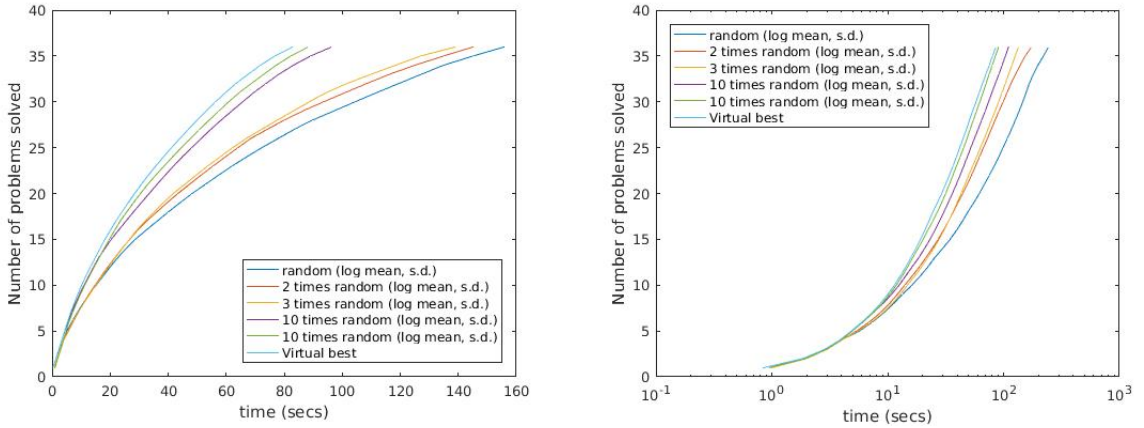 40
35
30
25
20
15
10
5
0
Number of problems solved
random (log mean, s.d.)
2 times random (log mean, s.d.)
3 times random (log mean, s.d.)
10 times random (log mean, s.d.)
10 times random (log mean, s.d.)
Virtual best
0 20 40 60 80 100 120 140 160
time (secs)
40
35
30
25
20
15
10
5
0
Number of problems solved
random (log mean, s.d.)
2 times random (log mean, s.d.)
3 times random (log mean, s.d.)
10 times random (log mean, s.d.)
10 times random (log mean, s.d.)
Virtual best
10⁻¹ 10⁰ 10¹ 10² 10³
time (secs)